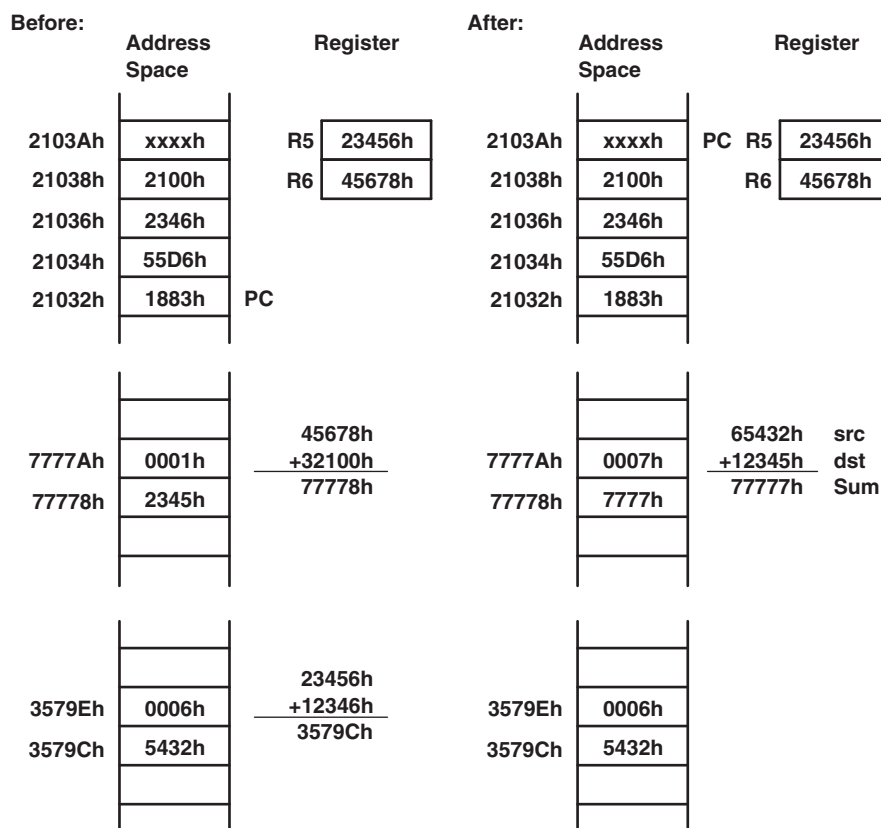 Before:
Address
Space
Register
2103Ah xxxxh R5 23456h
21038h 2100h R6 45678h
21036h 2346h
21034h 55D6h
21032h 1883h PC
45678h
7777Ah 0001h +32100h
77778h 2345h 77778h
23456h
3579Eh 0006h +12346h
3579Ch 5432h 3579Ch
After:
Address
Space
Register
2103Ah xxxxh PC R5 23456h
21038h 2100h R6 45678h
21036h 2346h
21034h 55D6h
21032h 1883h
65432h src
7777Ah 0007h +12345h dst
77778h 7777h 77777h Sum
3579Eh 0006h
3579Ch 5432h